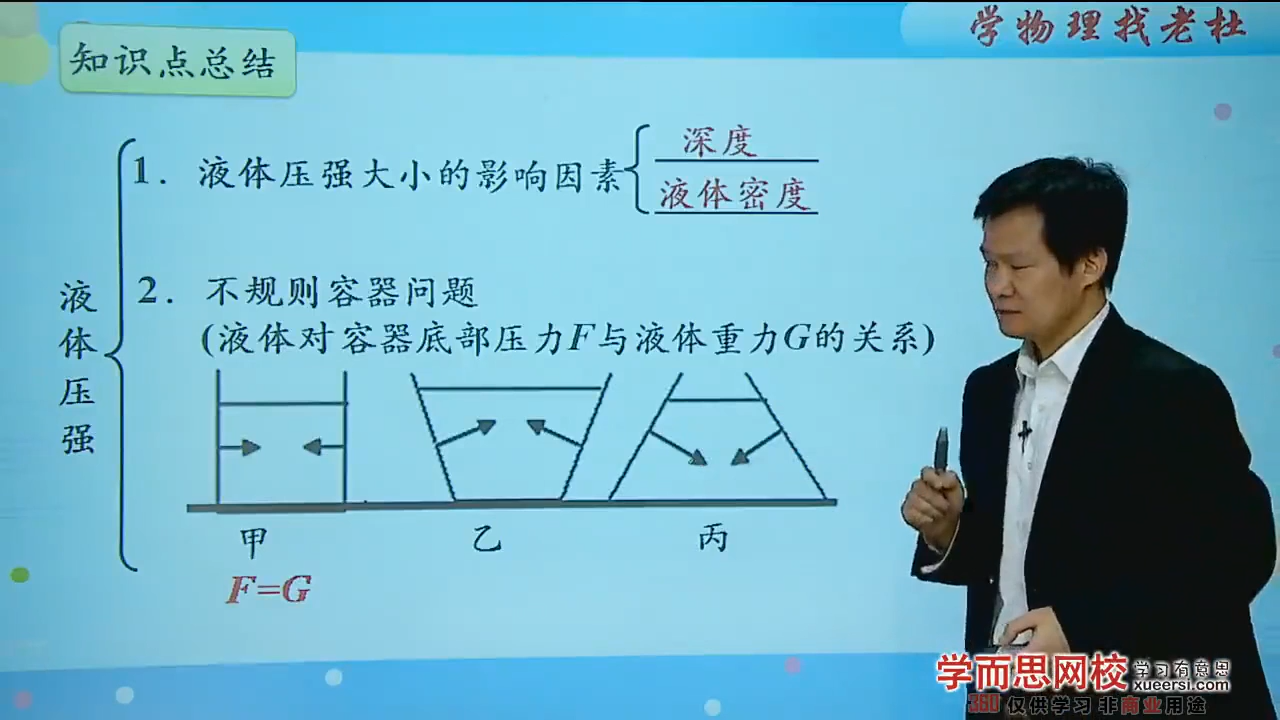 学物理找老杜
知识点总结
1. 液体压强大小的影响因素
深度
液体密度
液体压强
2. 不规则容器问题
(液体对容器底部压力F与液体重力G的关系)
甲
乙
丙
F=G
学而思网校
学习有意思
xueersi.com
360仅供学习 非商业用途